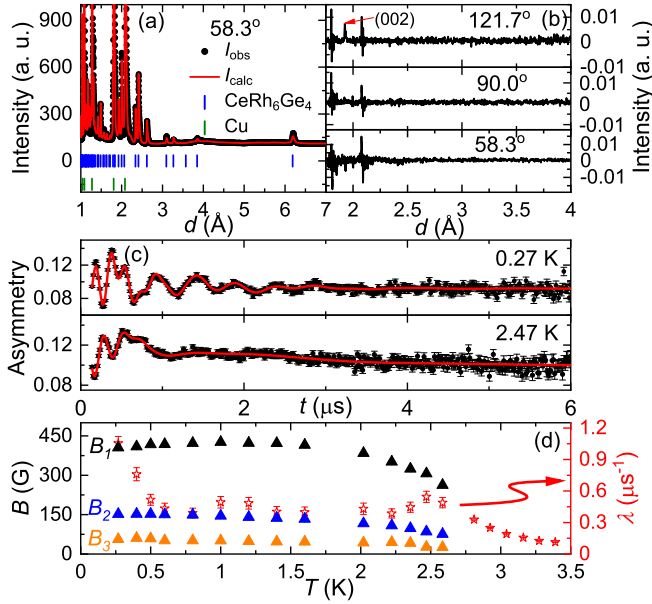 (a) 58.3°
I_obs
I_calc
CeRh6Ge4
Cu
Intensity (a. u.)
900
600
300
0
1 2 3 4 5 6 7
d (Å)
(b)
(002)
121.7°
90.0°
58.3°
0.01
0
-0.01
0.01
0
-0.01
0.01
0
-0.01
Intensity (a. u.)
2 2.5 3 3.5 4
d (Å)
(c)
0.27 K
2.47 K
Asymmetry
0.12
0.08
0.12
0.08
0 2 4 6
t (μs)
(d)
B1
B2
B3
B (G)
450
300
150
0
0 0.5 1.0 1.5 2.0 2.5 3.0 3.5
T (K)
1.2
0.9
0.6
0.3
0
λ (μs-1)